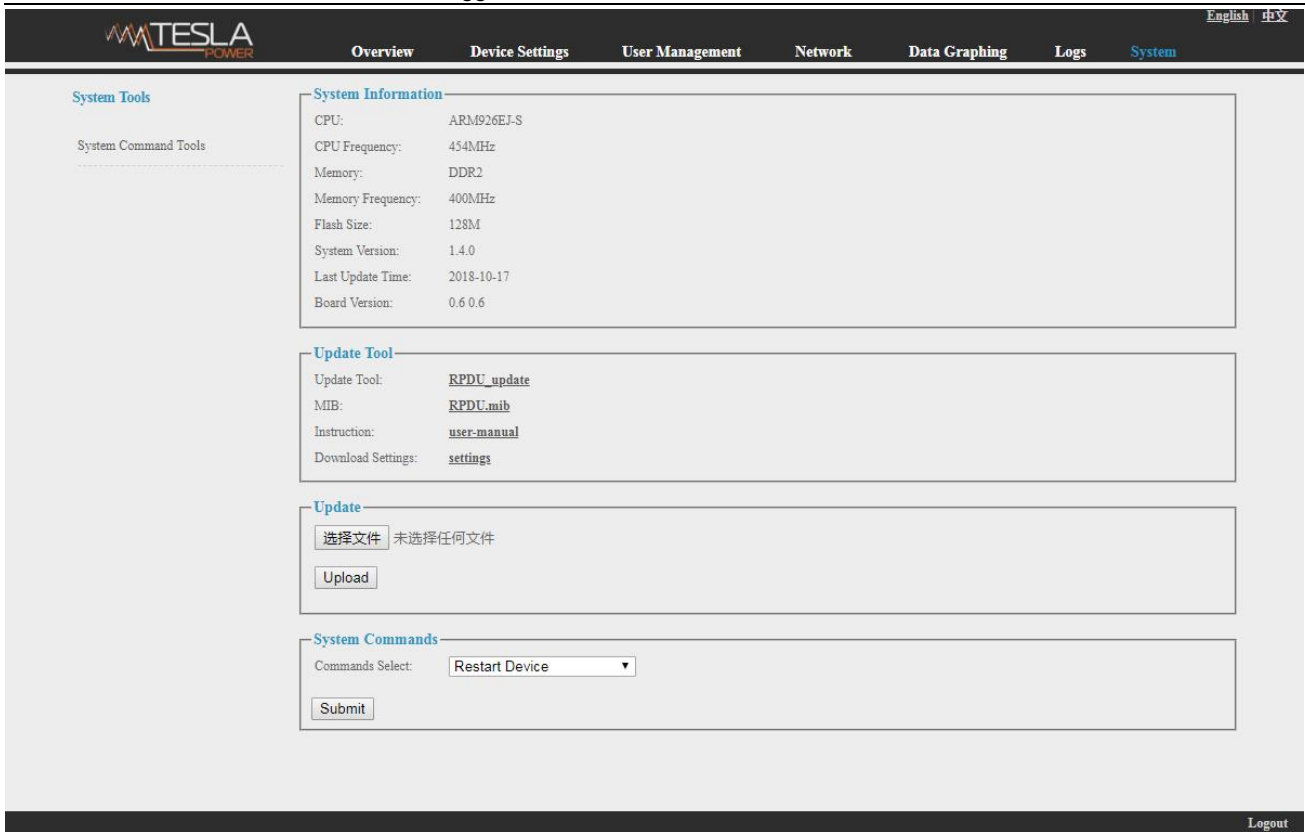 gg
English | 中文
TESLA
POWER
Overview Device Settings User Management Network Data Graphing Logs System
System Tools
System Command Tools
System Information
CPU: ARM926EJ-S
CPU Frequency: 454MHz
Memory: DDR2
Memory Frequency: 400MHz
Flash Size: 128M
System Version: 1.4.0
Last Update Time: 2018-10-17
Board Version: 0.6 0.6
Update Tool
Update Tool: RPDU_update
MIB: RPDU.mib
Instruction: user-manual
Download Settings: settings
Update
选择文件 未选择任何文件
Upload
System Commands
Commands Select: Restart Device
Submit
Logout